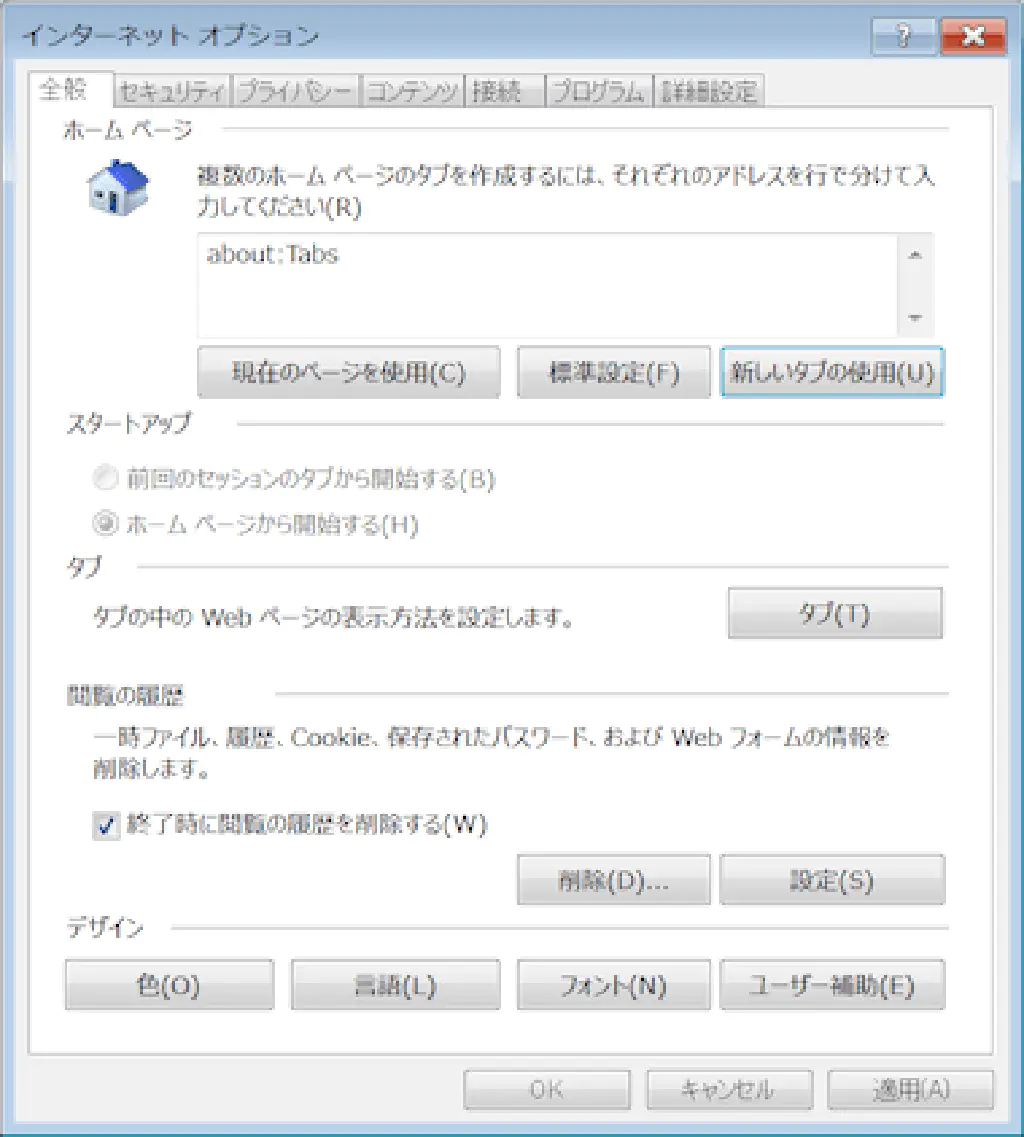 インターネット オプション
?
全般 セキュリティ プライバシー コンテンツ 接続 プログラム 詳細設定
ホーム ページ
複数のホーム ページのタブを作成するには、それぞれのアドレスを行で分けて入
力してください(R)
about:Tabs
現在のページを使用(C) 標準設定(F) 新しいタブの使用(U)
スタートアップ
前回のセッションのタブから開始する(B)
ホーム ページから開始する(H)
タブ
タブの中の Web ページの表示方法を設定します。 タブ(T)
閲覧の履歴
一時ファイル、履歴、Cookie、保存されたパスワード、および Web フォームの情報を
削除します。
終了時に閲覧の履歴を削除する(W)
削除(D)... 設定(S)
デザイン
色(O) 言語(L) フォント(N) ユーザー補助(E)
OK キャンセル 適用(A)